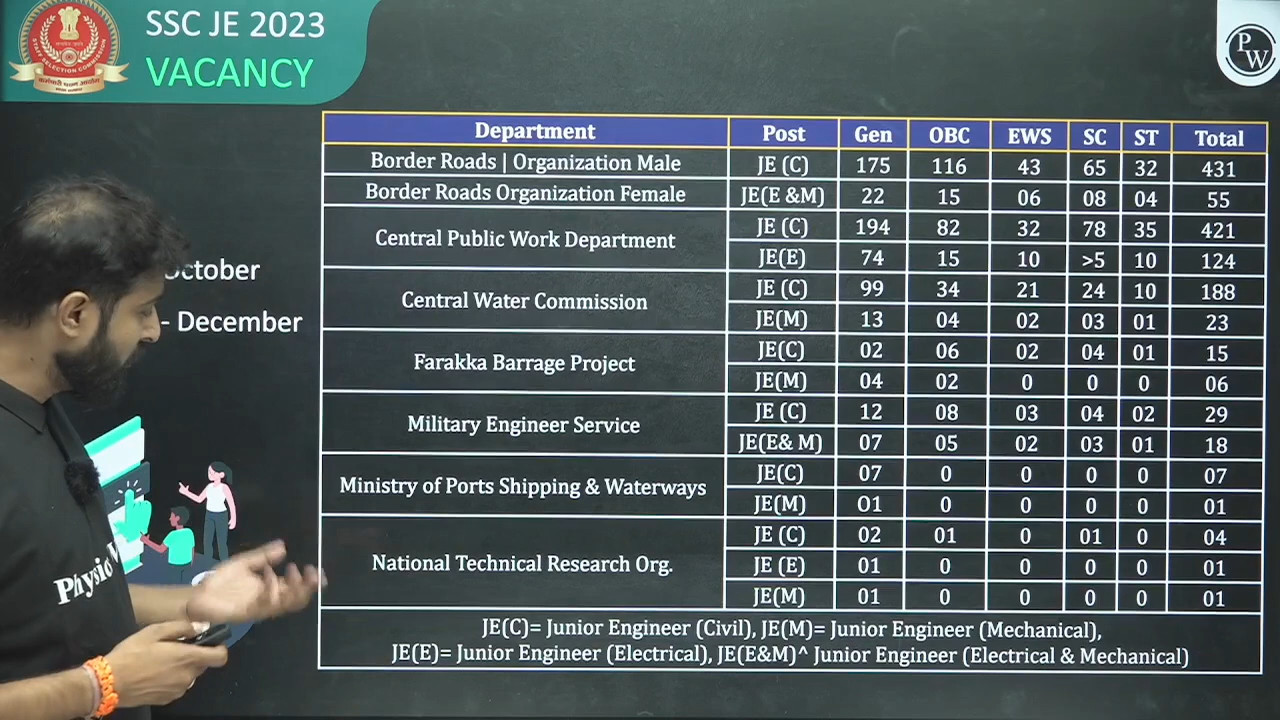 SSC JE 2023
VACANCY
STAFF SELECTION COMMISSION
PW
Department Post Gen OBC EWS SC ST Total
Border Roads | Organization Male JE (C) 175 116 43 65 32 431
Border Roads Organization Female JE(E &M) 22 15 06 08 04 55
Central Public Work Department JE (C) 194 82 32 78 35 421
JE(E) 74 15 10 >5 10 124
Central Water Commission JE (C) 99 34 21 24 10 188
JE(M) 13 04 02 03 01 23
Farakka Barrage Project JE(C) 02 06 02 04 01 15
JE(M) 04 02 0 0 0 06
Military Engineer Service JE (C) 12 08 03 04 02 29
JE(E& M) 07 05 02 03 01 18
Ministry of Ports Shipping & Waterways JE(C) 07 0 0 0 0 07
JE(M) O1 0 0 0 0 01
National Technical Research Org. JE (C) 02 01 0 01 0 04
JE (E) 01 0 0 0 0 01
JE(M) 01 0 0 0 0 01
JE(C)= Junior Engineer (Civil), JE(M)= Junior Engineer (Mechanical),
JE(E)= Junior Engineer (Electrical), JE(E&M)^ Junior Engineer (Electrical & Mechanical)
October
- December
Physics W